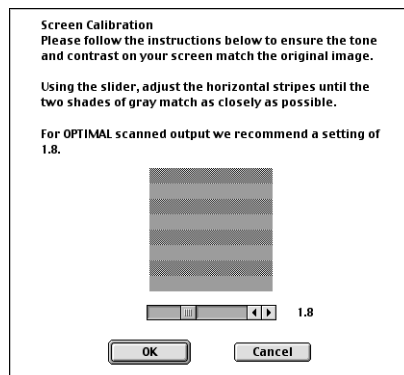 Screen Calibration
Please follow the instructions below to ensure the tone
and contrast on your screen match the original image.
Using the slider, adjust the horizontal stripes until the
two shades of gray match as closely as possible.
For OPTIMAL scanned output we recommend a setting of
1.8.
1.8
OK
Cancel